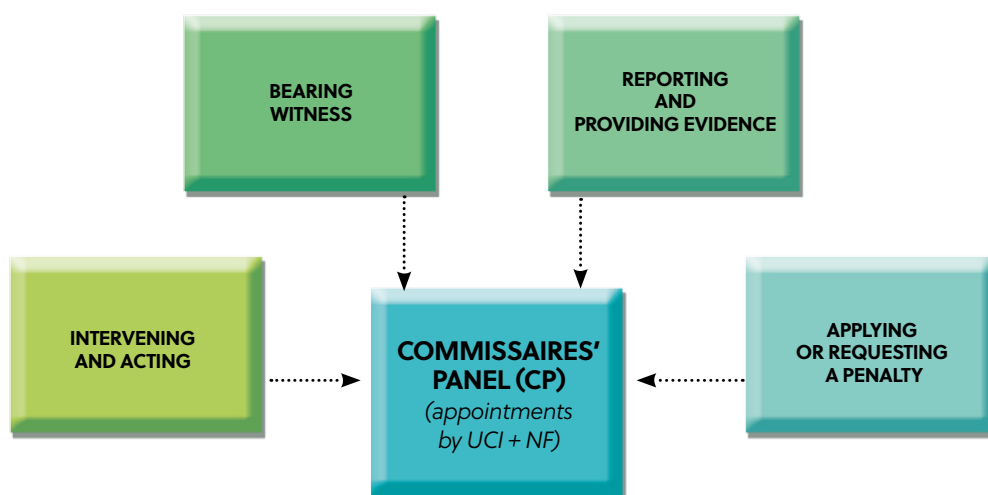 BEARING
WITNESS
REPORTING
AND
PROVIDING EVIDENCE
INTERVENING
AND ACTING
COMMISSAIRES’
PANEL (CP)
(appointments
by UCI + NF)
APPLYING
OR REQUESTING
A PENALTY